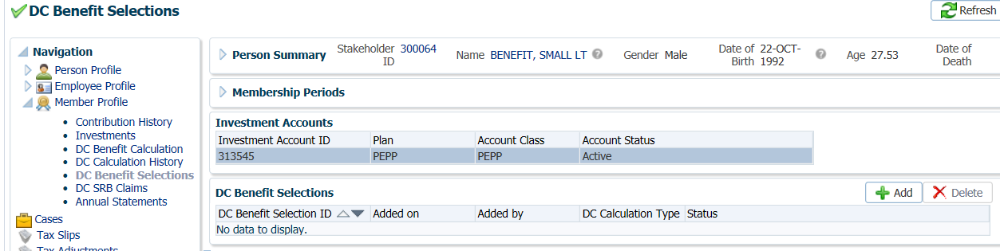 DC Benefit Selections
Refresh
Navigation
Person Profile
Employee Profile
Member Profile
Contribution History
Investments
DC Benefit Calculation
DC Calculation History
DC Benefit Selections
DC SRB Claims
Annual Statements
Cases
Tax Slips
Tax Adjustments
Person Summary Stakeholder ID 300064 Name BENEFIT, SMALL LT Gender Male Date of Birth 22-OCT-1992 Age 27.53 Date of Death
Membership Periods
Investment Accounts
Investment Account ID Plan Account Class Account Status
313545 PEPP PEPP Active
DC Benefit Selections Add Delete
DC Benefit Selection ID Added on Added by DC Calculation Type Status
No data to display.